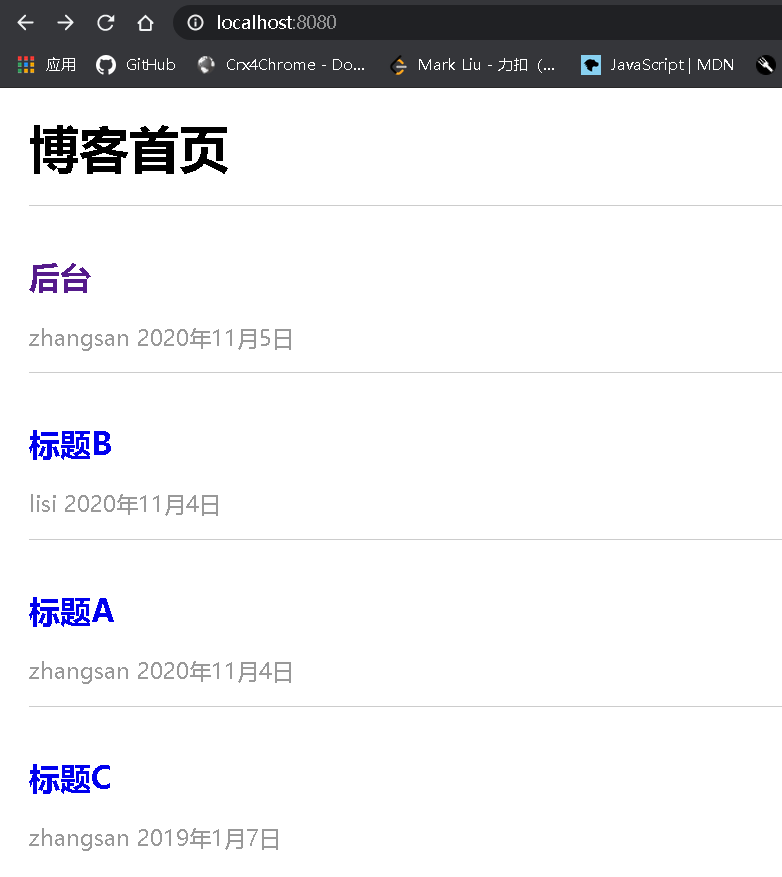 localhost:8080
应用 GitHub Crx4Chrome - Do... Mark Liu - 力扣（... JavaScript | MDN
博客首页
后台
zhangsan 2020年11月5日
标题B
lisi 2020年11月4日
标题A
zhangsan 2020年11月4日
标题C
zhangsan 2019年1月7日